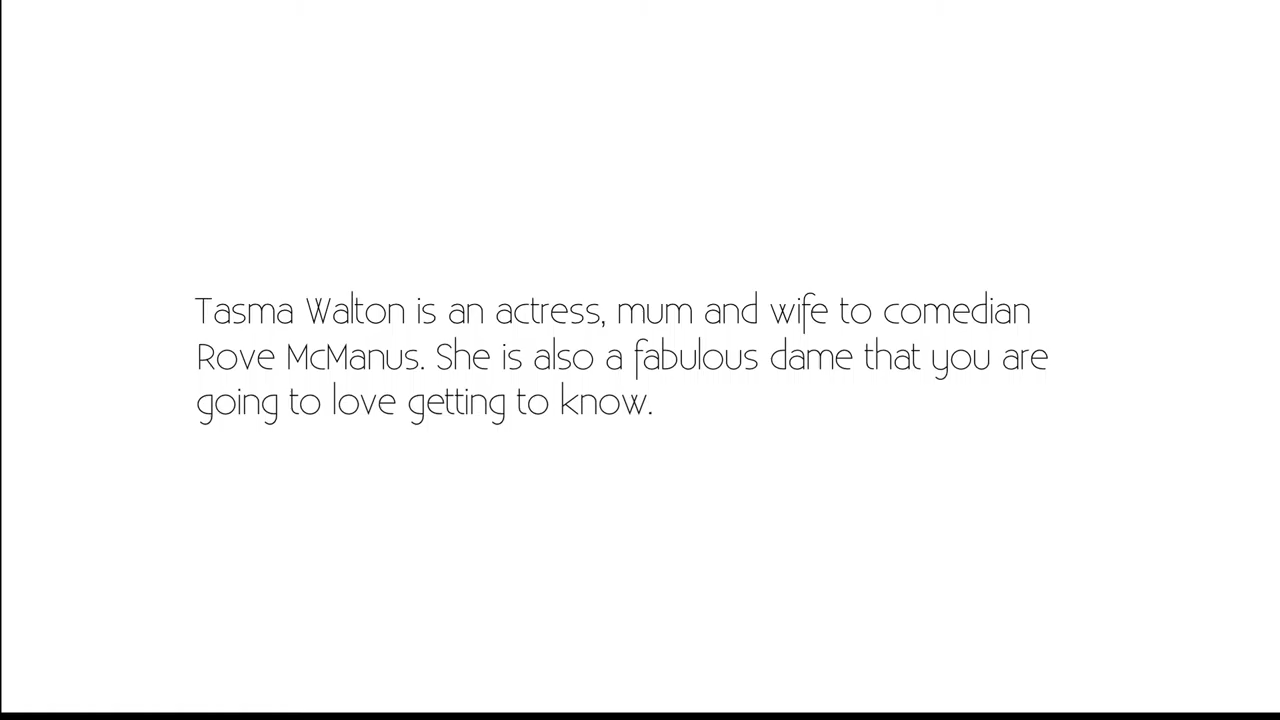 Tasma Walton is an actress, mum and wife to comedian
Rove McManus. She is also a fabulous dame that you are
going to love getting to know.